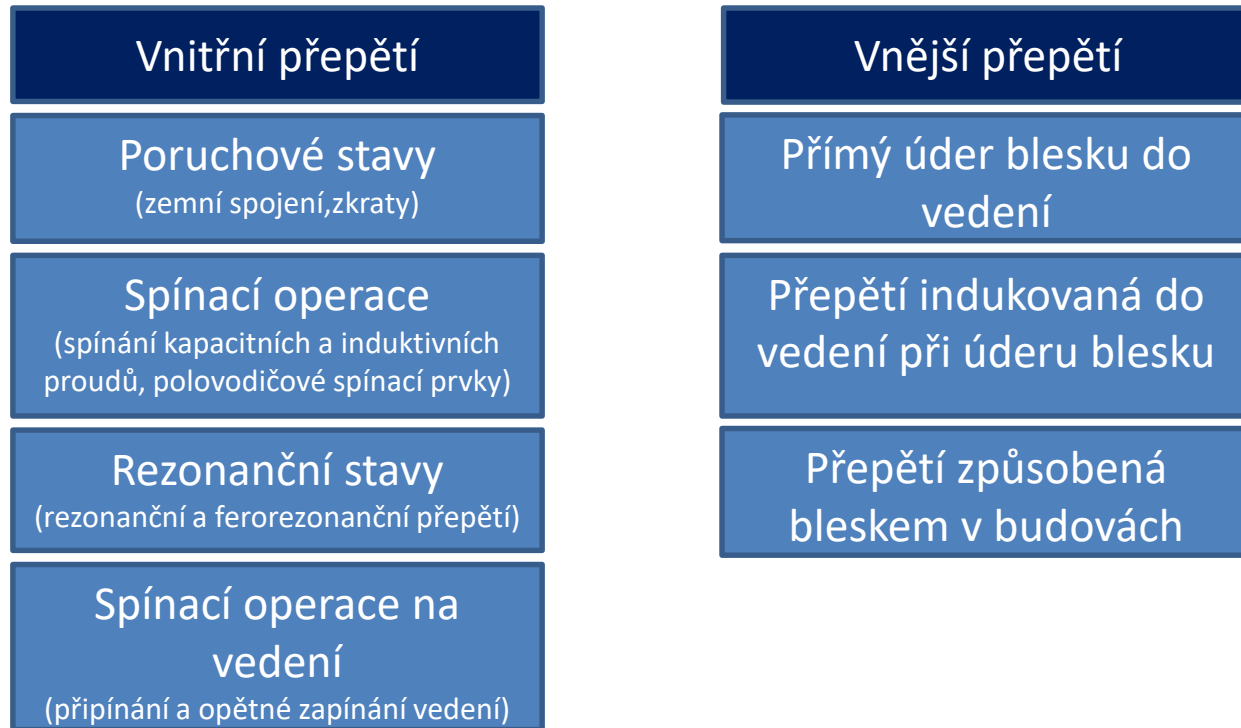 Vnitřní přepětí
Poruchové stavy
(zemní spojení,zkraty)
Spínací operace
(spínání kapacitních a induktivních
proudů, polovodičové spínací prvky)
Rezonanční stavy
(rezonanční a ferorezonanční přepětí)
Spínací operace na
vedení
(připínání a opětné zapínání vedení)
Vnější přepětí
Přímý úder blesku do
vedení
Přepětí indukovaná do
vedení při úderu blesku
Přepětí způsobená
bleskem v budovách